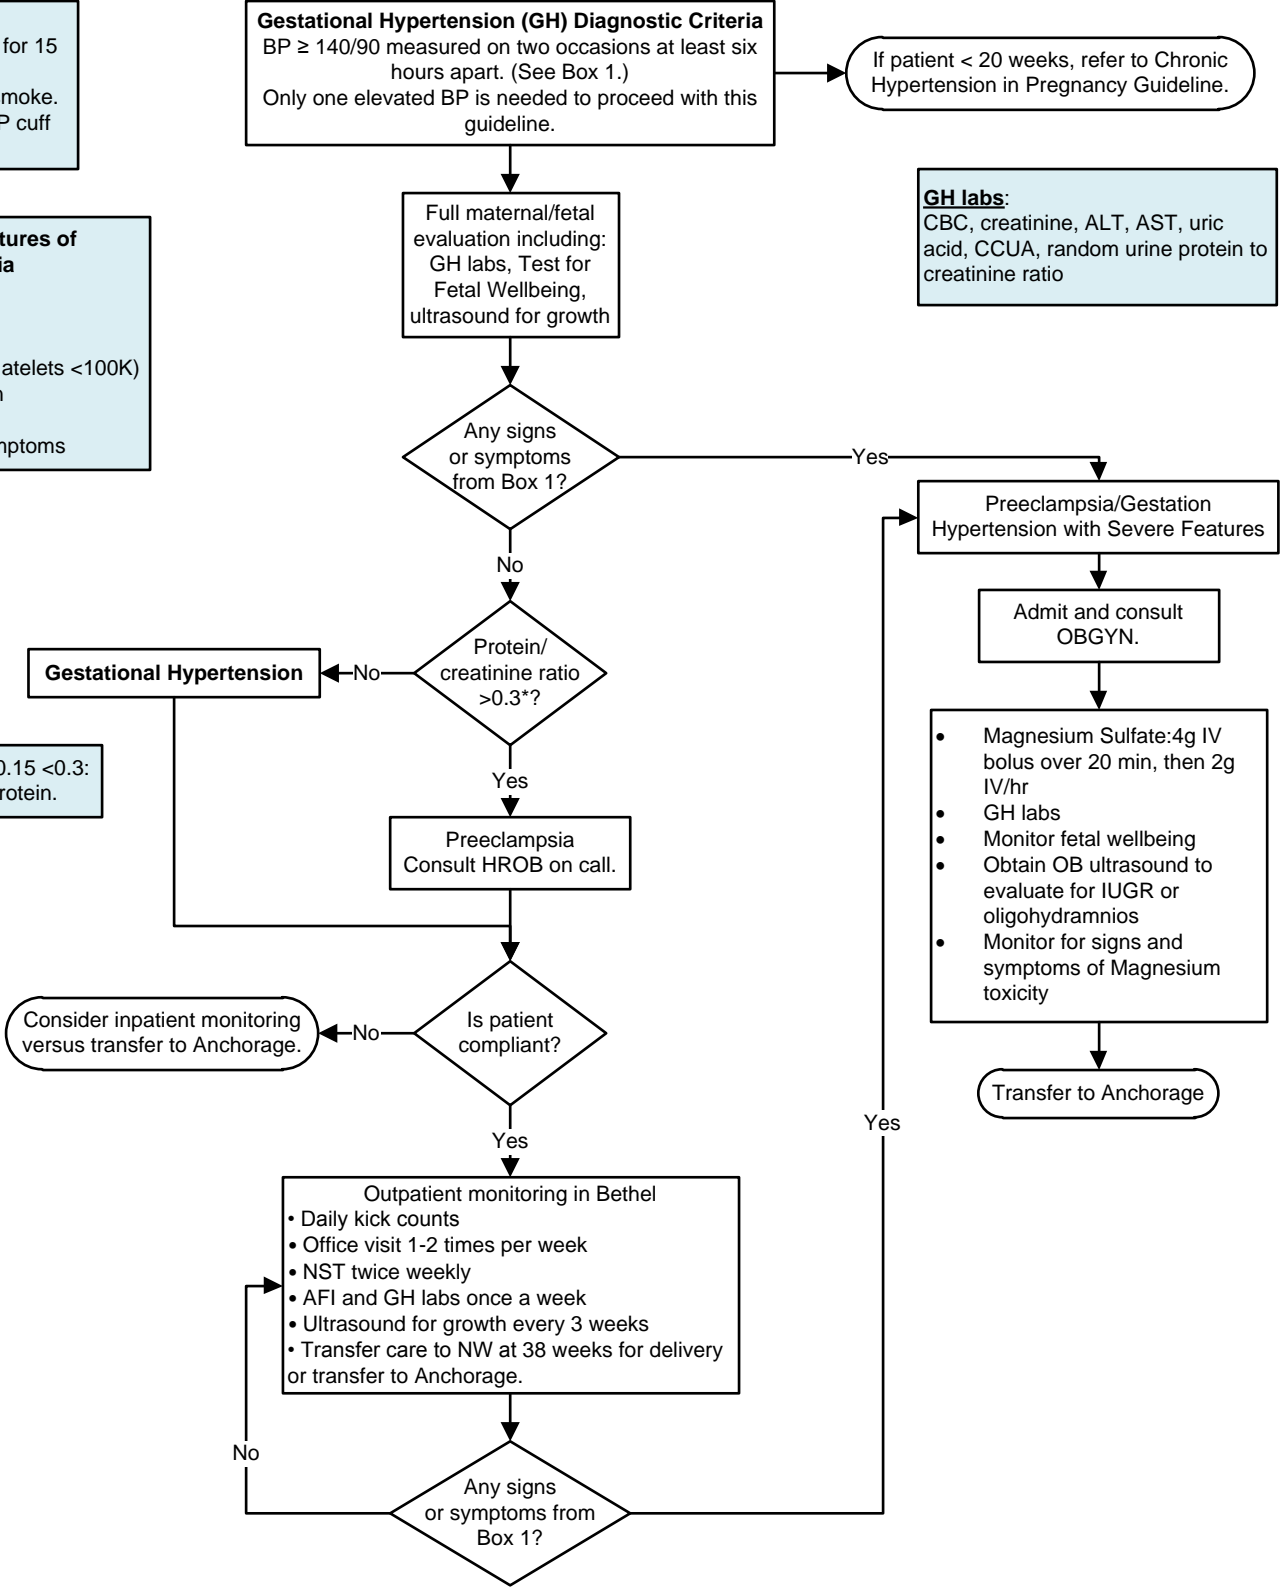 for 15
smoke.
P cuff
Gestational Hypertension (GH) Diagnostic Criteria
BP ≥ 140/90 measured on two occasions at least six
hours apart. (See Box 1.)
Only one elevated BP is needed to proceed with this
guideline.
If patient < 20 weeks, refer to Chronic
Hypertension in Pregnancy Guideline.
tures of
ia
atelets <100K)
n
mptoms
Full maternal/fetal
evaluation including:
GH labs, Test for
Fetal Wellbeing,
ultrasound for growth
GH labs:
CBC, creatinine, ALT, AST, uric
acid, CCUA, random urine protein to
creatinine ratio
Any signs
or symptoms
from Box 1?
Yes
No
Preeclampsia/Gestation
Hypertension with Severe Features
Admit and consult
OBGYN.
Protein/
creatinine ratio
>0.3*?
No
Gestational Hypertension
Yes
0.15 <0.3:
rotein.
Preeclampsia
Consult HROB on call.
• Magnesium Sulfate:4g IV
bolus over 20 min, then 2g
IV/hr
• GH labs
• Monitor fetal wellbeing
• Obtain OB ultrasound to
evaluate for IUGR or
oligohydramnios
• Monitor for signs and
symptoms of Magnesium
toxicity
Transfer to Anchorage
Is patient
compliant?
No
Consider inpatient monitoring
versus transfer to Anchorage.
Yes
Yes
Outpatient monitoring in Bethel
• Daily kick counts
• Office visit 1-2 times per week
• NST twice weekly
• AFI and GH labs once a week
• Ultrasound for growth every 3 weeks
• Transfer care to NW at 38 weeks for delivery
or transfer to Anchorage.
No
Any signs
or symptoms from
Box 1?